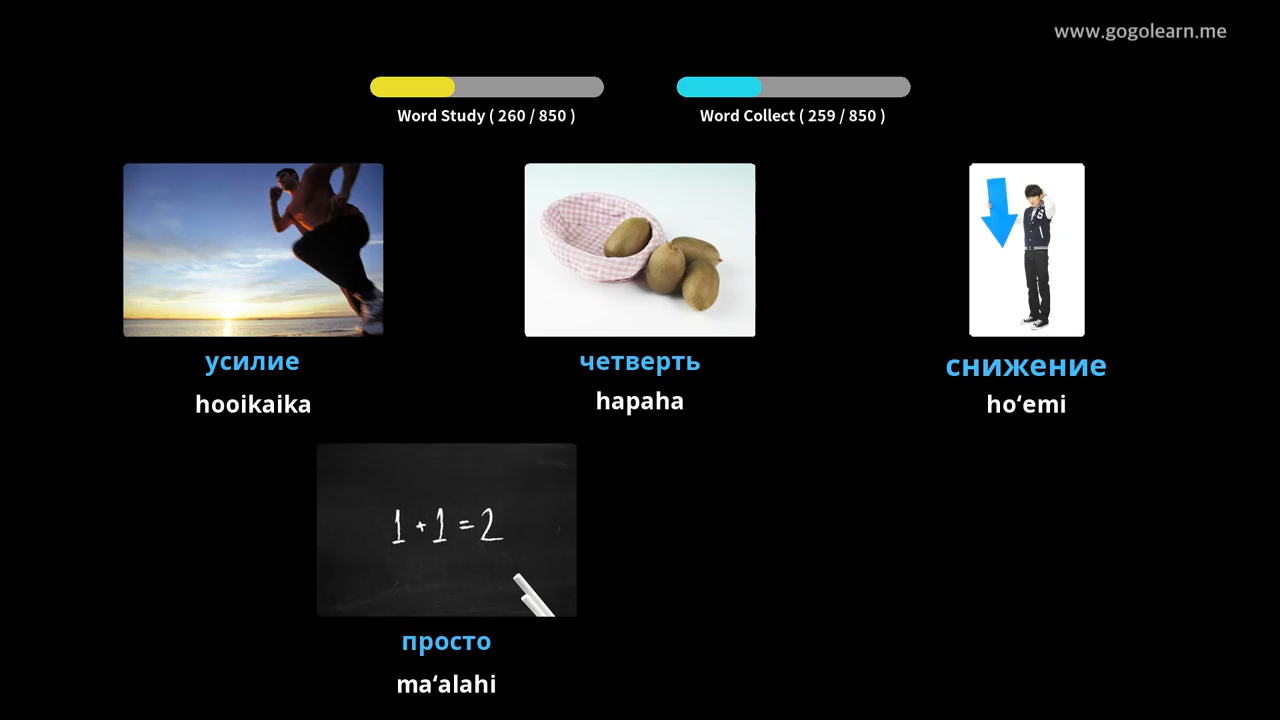 www.gogolearn.me
Word Study ( 260 / 850 )
Word Collect ( 259 / 850 )
усилие
четверть
снижение
hooikaika
hapaha
hoʻemi
1 + 1 = 2
просто
maʻalahi